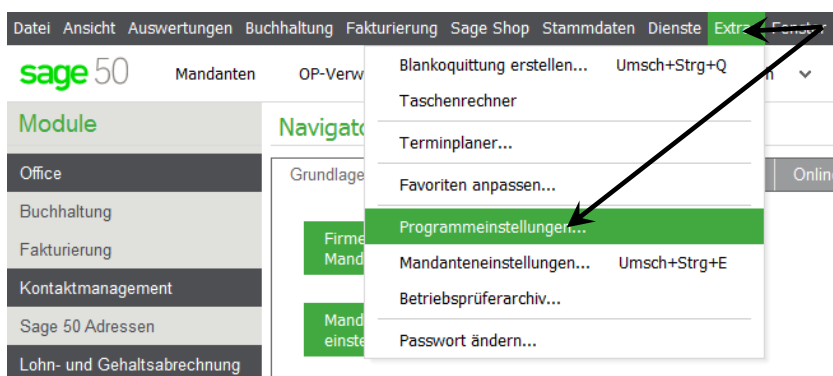 Datei Ansicht Auswertungen Buchhaltung Fakturierung Sage Shop Stammdaten Dienste Extras Fenster
sage 50 Mandanten OP-Verw
Blankoquittung erstellen... Umsch+Strg+Q
Taschenrechner
Terminplaner...
Favoriten anpassen...
Programmeinstellungen...
Mandanteneinstellungen... Umsch+Strg+E
Betriebsprüferarchiv...
Passwort ändern...
Module
Office
Buchhaltung
Fakturierung
Kontaktmanagement
Sage 50 Adressen
Lohn- und Gehaltsabrechnung
Navigato
Grundlage
Onlin
Firme
Mand
Mand
einste